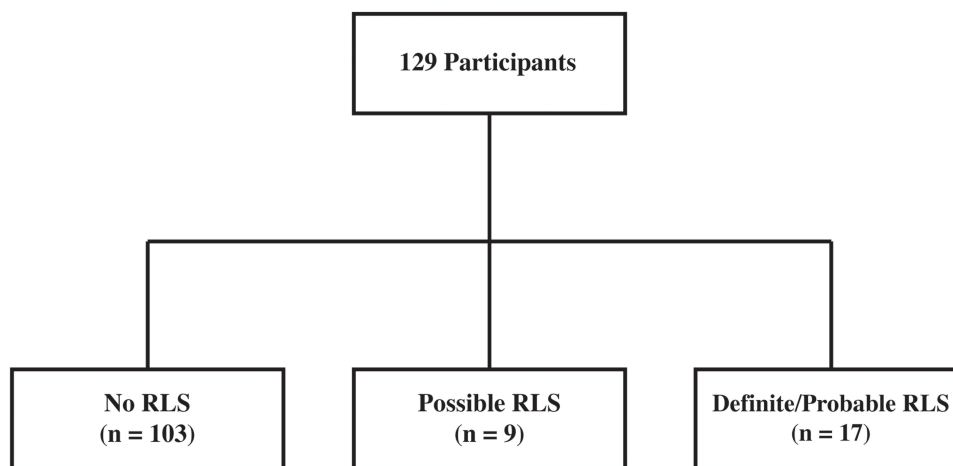 129 Participants
No RLS
(n = 103)
Possible RLS
(n = 9)
Definite/Probable RLS
(n = 17)